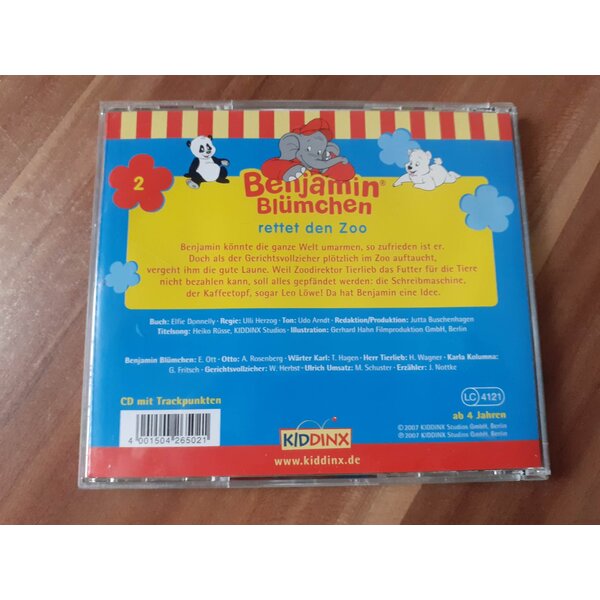 2
Benjamin®
Blümchen
rettet den Zoo
Benjamin könnte die ganze Welt umarmen, so zufrieden ist er.
Doch als der Gerichtsvollzieher plötzlich im Zoo auftaucht,
vergeht ihm die gute Laune. Weil Zoodirektor Tierlieb das Futter für die Tiere
nicht bezahlen kann, soll alles gepfändet werden: die Schreibmaschine,
der Kaffeetopf, sogar Leo Löwe! Da hat Benjamin eine Idee.
Buch: Elfie Donnelly · Regie: Ulli Herzog · Ton: Udo Arndt · Redaktion/Produktion: Jutta Buschenhagen
Titelsong: Heiko Rüsse, KIDDINX Studios · Illustration: Gerhard Hahn Filmproduktion GmbH, Berlin
Benjamin Blümchen: E. Ott · Otto: A. Rosenberg · Wärter Karl: T. Hagen · Herr Tierlieb: H. Wagner · Karla Kolumna:
G. Fritsch · Gerichtsvollzieher: W. Herbst · Ulrich Umsatz: M. Schuster · Erzähler: J. Nottke
CD mit Trackpunkten
LC 4121
ab 4 Jahren
4 001504 265021
KIDDINX
© 2007 KIDDINX Studios GmbH, Berlin
℗ 2007 KIDDINX Studios GmbH, Berlin
www.kiddinx.de